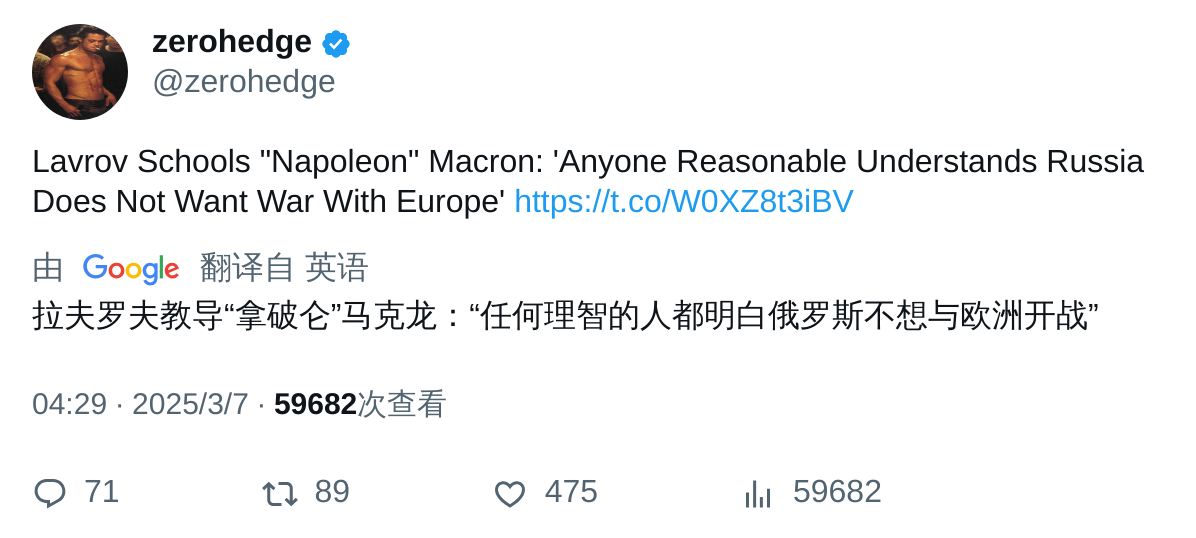 zerohedge
@zerohedge
Lavrov Schools "Napoleon" Macron: 'Anyone Reasonable Understands Russia
Does Not Want War With Europe' https://t.co/W0XZ8t3iBV
由 Google 翻译自 英语
拉夫罗夫教导“拿破仑”马克龙：“任何理智的人都明白俄罗斯不想与欧洲开战”
04:29 · 2025/3/7 · 59682次查看
71 89 475 59682